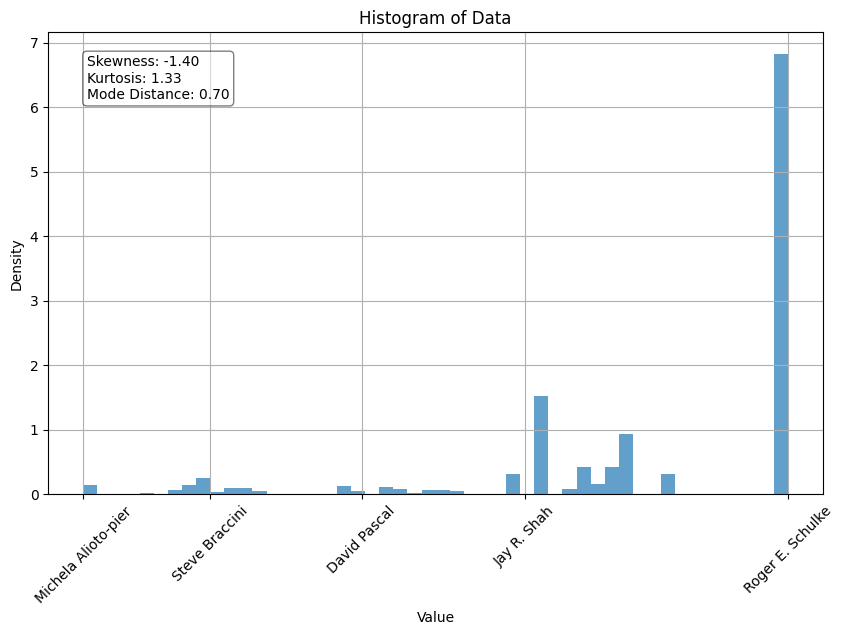 Histogram of Data
Skewness: -1.40
Kurtosis: 1.33
Mode Distance: 0.70
Density
7
6
5
4
3
2
1
0
Michela Alioto-pier
Steve Braccini
David Pascal
Jay R. Shah
Roger E. Schulke
Value